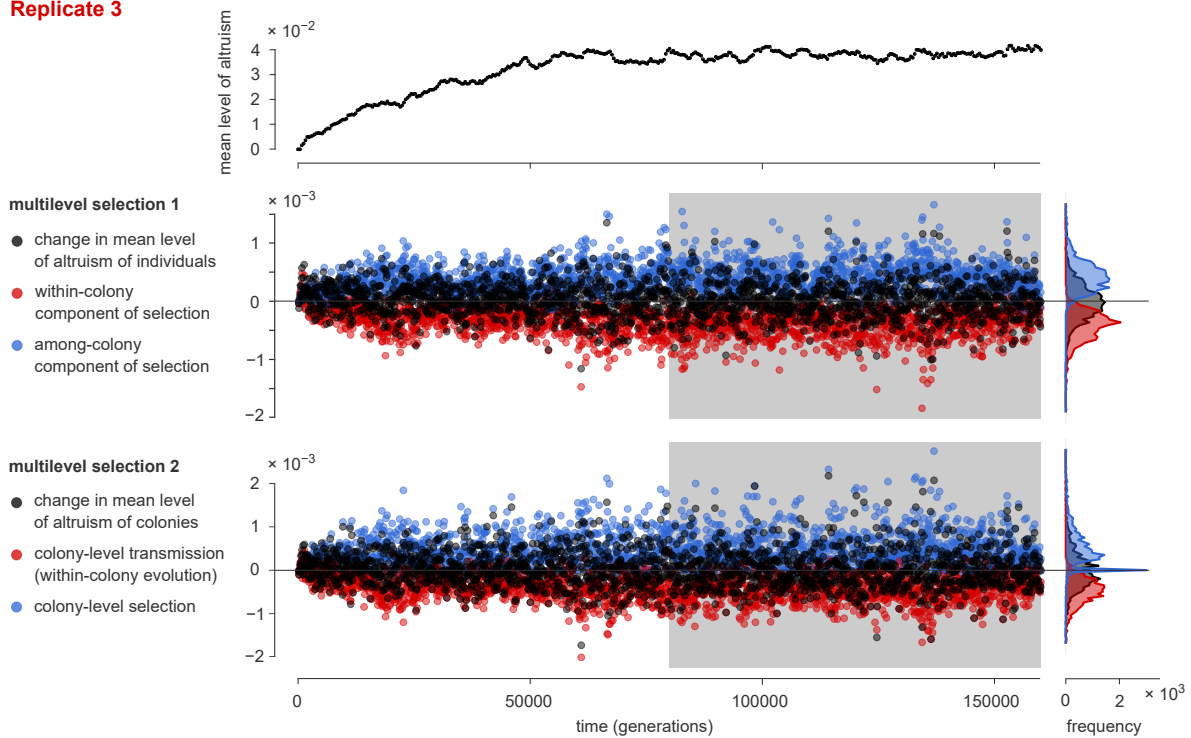 Replicate 3
mean level of altruism
× 10−2
4
3
2
1
0
multilevel selection 1
change in mean level
of altruism of individuals
within-colony
component of selection
among-colony
component of selection
× 10−3
1
0
−1
−2
multilevel selection 2
change in mean level
of altruism of colonies
colony-level transmission
(within-colony evolution)
colony-level selection
× 10−3
2
1
0
−1
−2
0
50000
100000
150000
time (generations)
0
2
× 10³
frequency